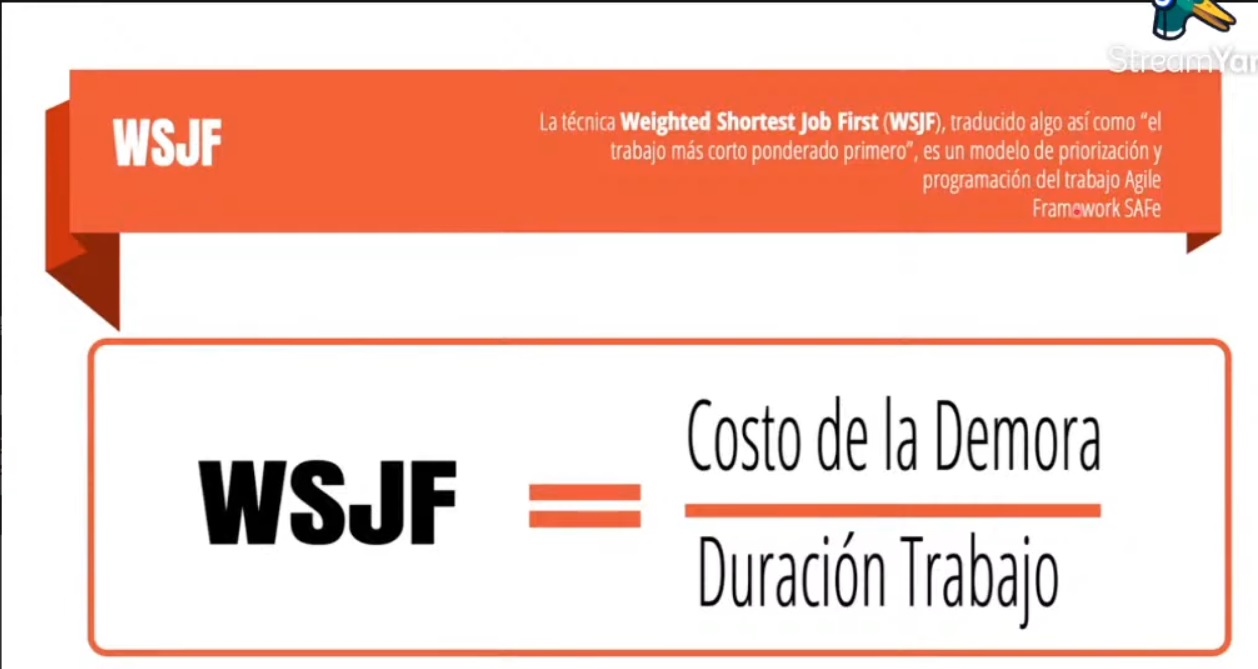 StreamYar
WSJF
La técnica Weighted Shortest Job First (WSJF), traducido algo así como “el
trabajo más corto ponderado primero”, es un modelo de priorización y
programación del trabajo Agile
Framework SAFe
WSJF =
Costo de la Demora
Duración Trabajo